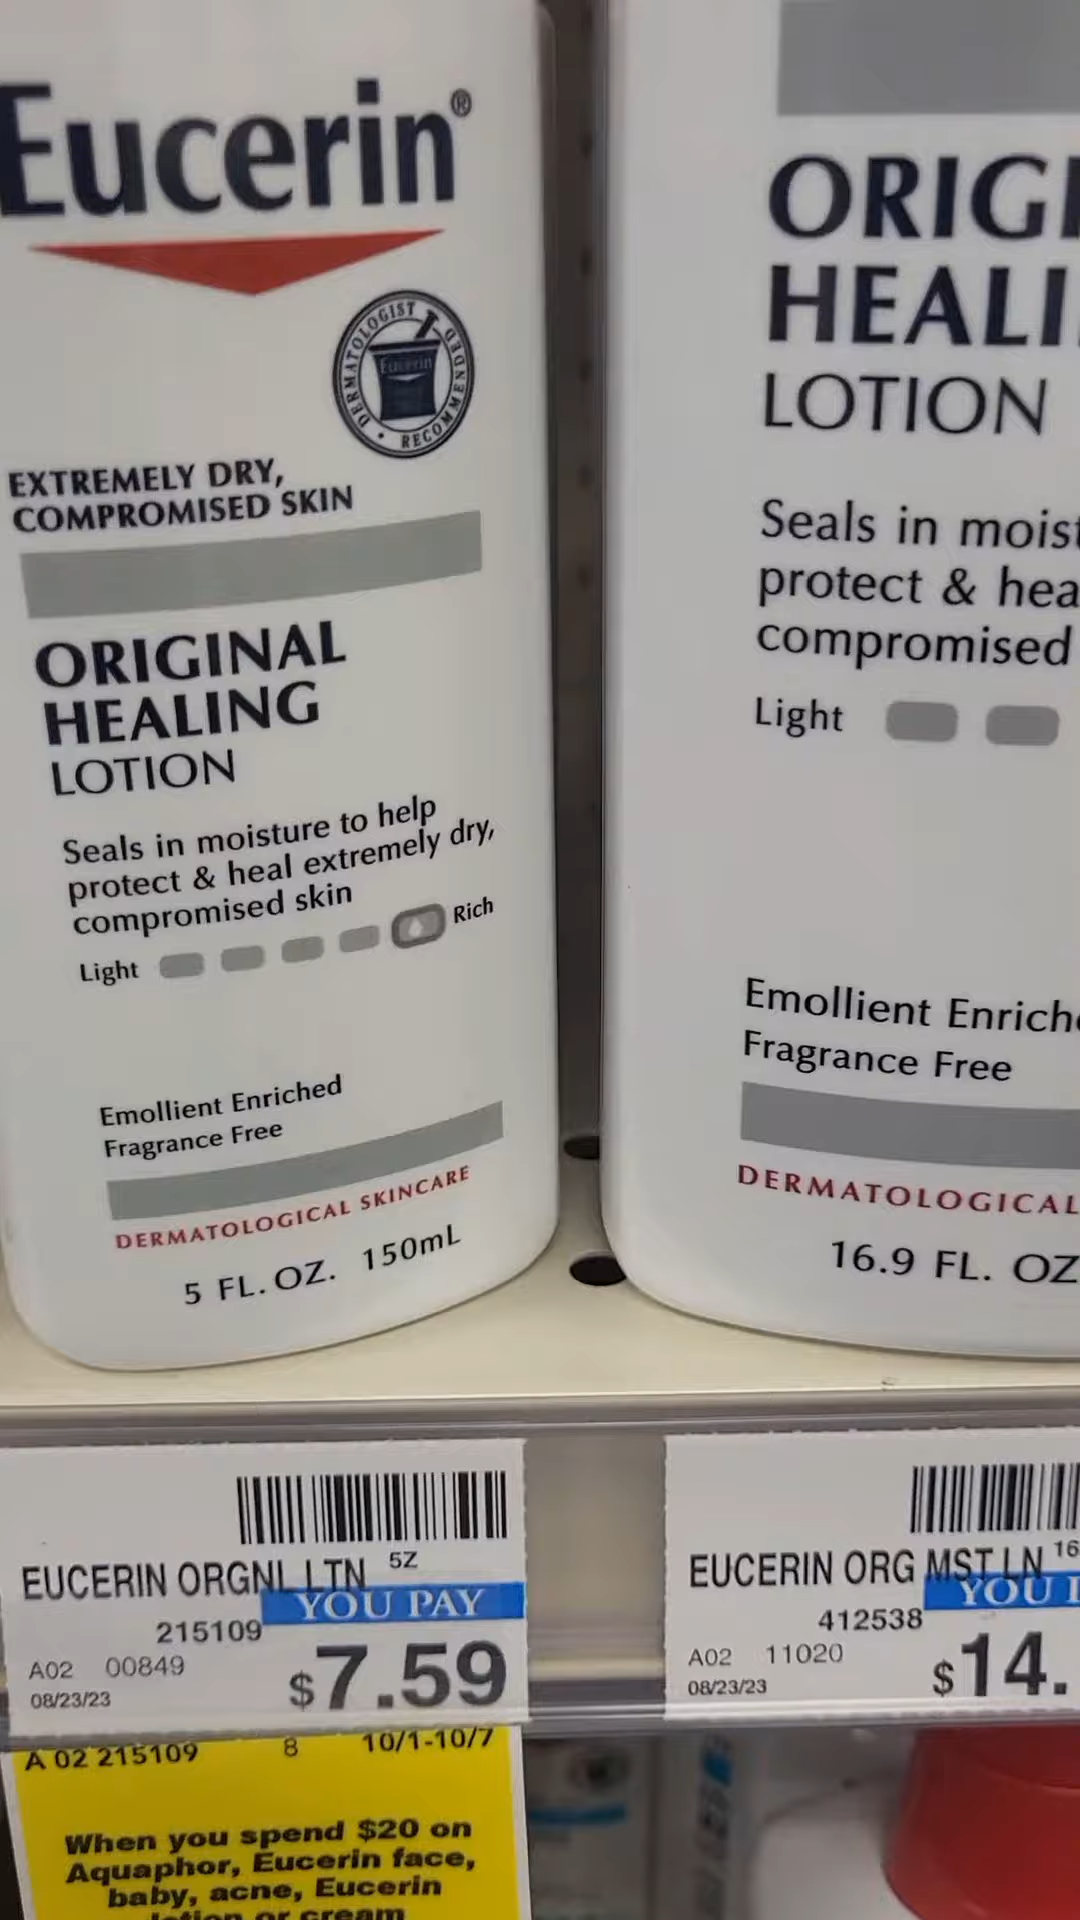 Eucerin®
DERMATOLOGIST RECOMMENDED
Eucerin
EXTREMELY DRY,
COMPROMISED SKIN
ORIGINAL
HEALING
LOTION
Seals in moisture to help
protect & heal extremely dry,
compromised skin
Light
Rich
Emollient Enriched
Fragrance Free
DERMATOLOGICAL SKINCARE
5 FL. OZ. 150mL
ORIGI
HEALI
LOTION
Seals in moist
protect & hea
compromised
Light
Emollient Enrich
Fragrance Free
DERMATOLOGICAL
16.9 FL. OZ
EUCERIN ORGNL LTN 5Z
YOU PAY
215109
A02 00849
08/23/23
$7.59
EUCERIN ORG MST LN 16
YOU
412538
A02 11020
08/23/23
$14.
A 02 215109 8 10/1-10/7
When you spend $20 on
Aquaphor, Eucerin face,
baby, acne, Eucerin
lotion or cream